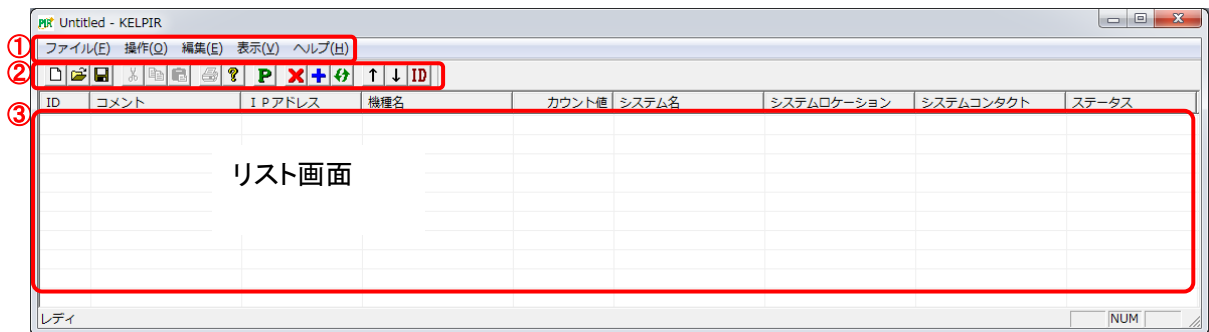 PIR Untitled - KELPIR
① ファイル(F) 操作(O) 編集(E) 表示(V) ヘルプ(H)
② ? P ↑ ↓ ID
ID コメント ＩＰアドレス 機種名 カウント値 システム名 システムロケーション システムコンタクト ステータス
③
リスト画面
レディ NUM